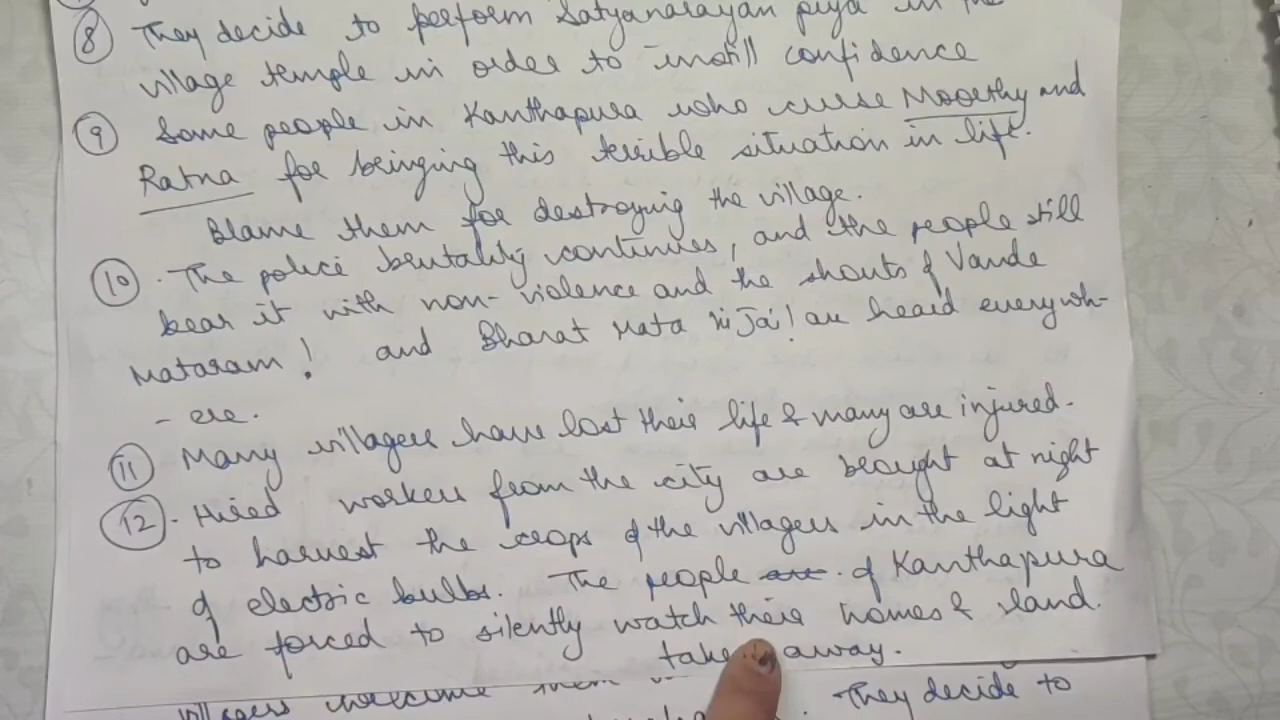 8 They decide to perform Satyanarayan puja in the
village temple in order to instill confidence
9 Some people in Kanthapura who curse Moorthy and
Ratna for bringing this terrible situation in life.
Blame them for destroying the village.
10. The police brutality continues, and the people still
bear it with non-violence and the shouts of Vande
Mataram! and Bharat Mata ki Jai! are heard everywh-
- ere.
11 Many villagers have lost their life & many are injured.
12. Hired workers from the city are brought at night
to harvest the crops of the villagers in the light
of electric bulbs. The people are of Kanthapura
are forced to silently watch their homes & land.
taken away.
villagers welcome them
They decide to